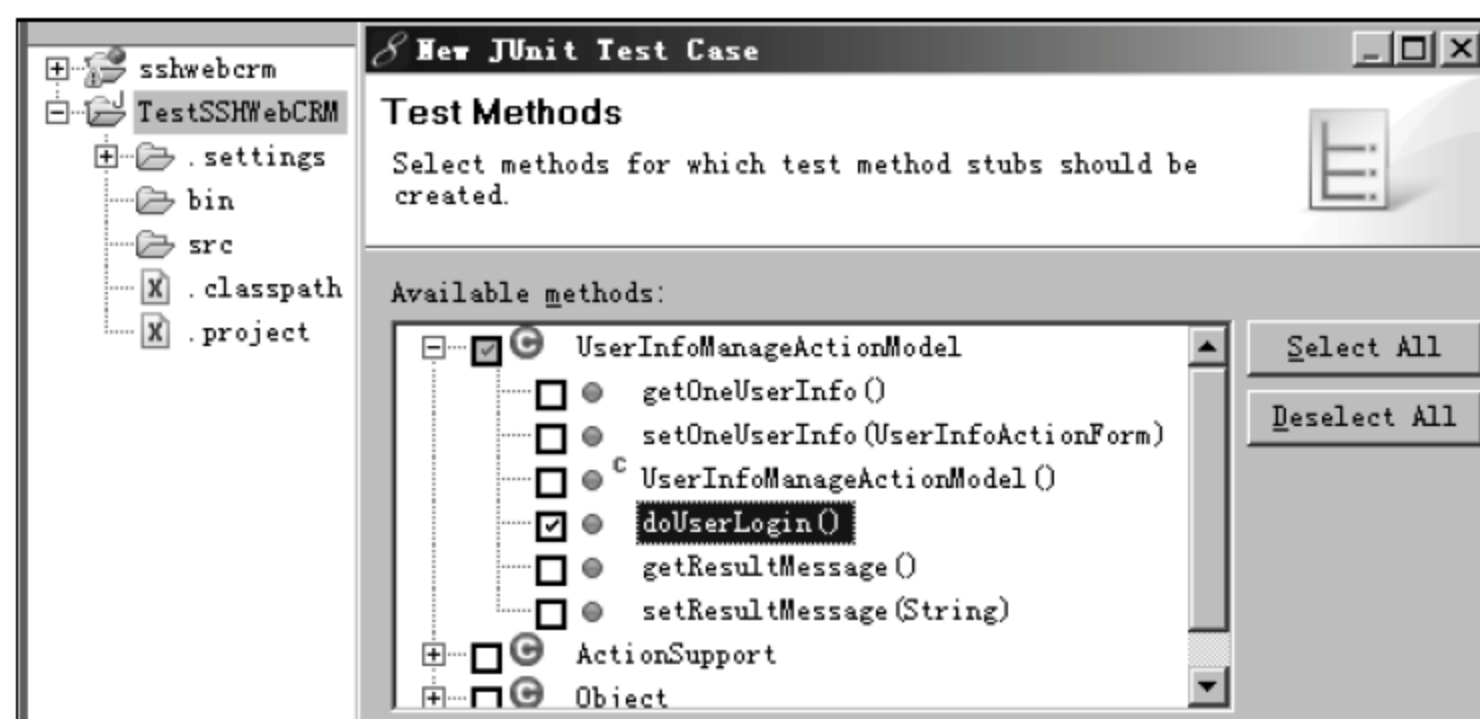 sshwebcrm
TestSSHWebCRM
.settings
bin
src
.classpath
.project
New JUnit Test Case
Test Methods
Select methods for which test method stubs should be
created.
Available methods:
UserInfoManageActionModel
getOneUserInfo()
setOneUserInfo(UserInfoActionForm)
UserInfoManageActionModel()
doUserLogin()
getResultMessage()
setResultMessage(String)
ActionSupport
Object
Select All
Deselect All